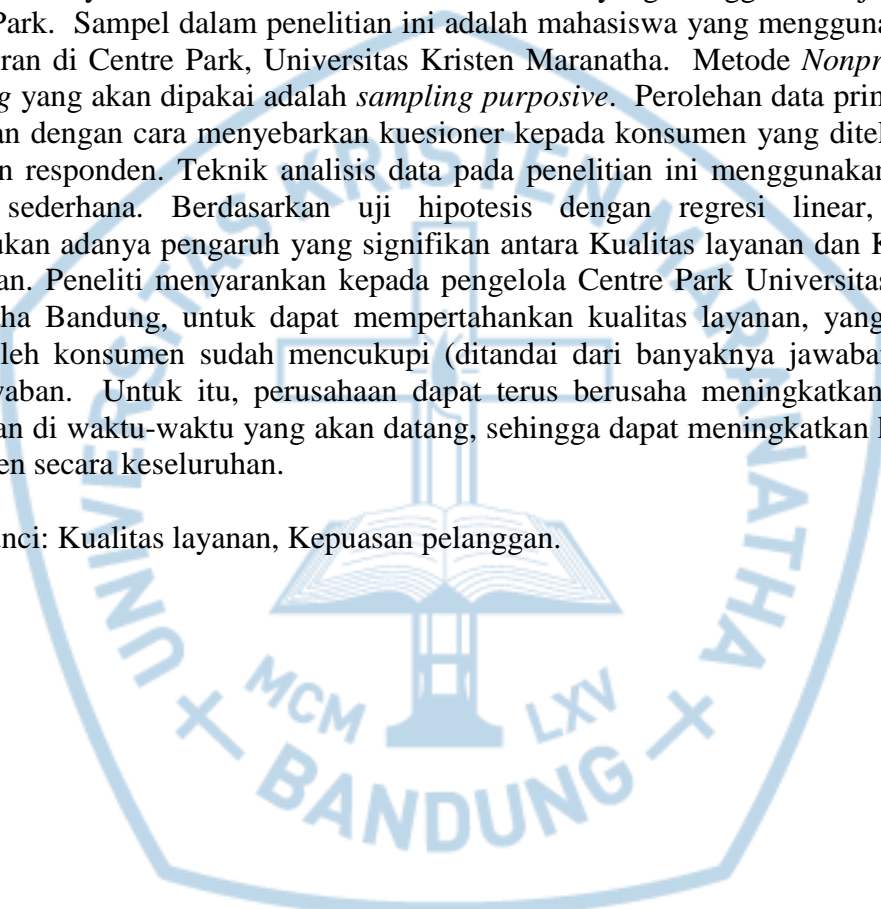 Park. Sampel dalam penelitian ini adalah mahasiswa yang mengguna
ran di Centre Park, Universitas Kristen Maranatha. Metode Nonpr
g yang akan dipakai adalah sampling purposive. Perolehan data prin
an dengan cara menyebarkan kuesioner kepada konsumen yang ditel
n responden. Teknik analisis data pada penelitian ini menggunakan
sederhana. Berdasarkan uji hipotesis dengan regresi linear,
ukan adanya pengaruh yang signifikan antara Kualitas layanan dan K
an. Peneliti menyarankan kepada pengelola Centre Park Universitas
ha Bandung, untuk dapat mempertahankan kualitas layanan, yang
oleh konsumen sudah mencukupi (ditandai dari banyaknya jawaba
vaban. Untuk itu, perusahaan dapat terus berusaha meningkatkan
an di waktu-waktu yang akan datang, sehingga dapat meningkatkan
en secara keseluruhan.
nci: Kualitas layanan, Kepuasan pelanggan.
UNIVERSITAS KRISTEN MARANATHA
MCM LXV
BANDUNG